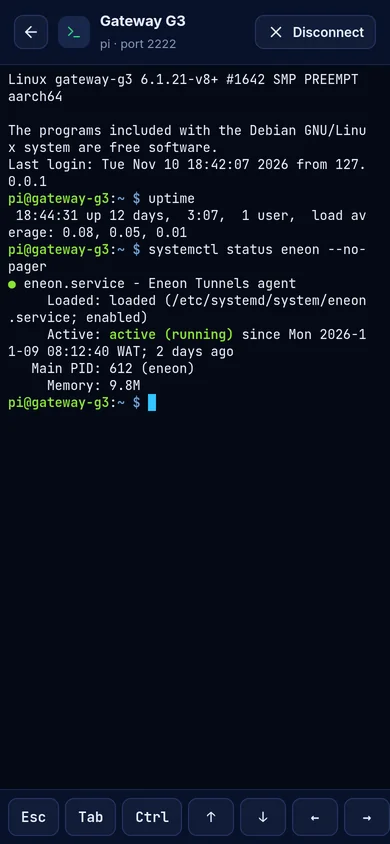 Gateway G3
pi · port 2222
Disconnect
Linux gateway-g3 6.1.21-v8+ #1642 SMP PREEMPT
aarch64
The programs included with the Debian GNU/Linu
x system are free software.
Last login: Tue Nov 10 18:42:07 2026 from 127.
0.0.1
pi@gateway-g3:~ $ uptime
18:44:31 up 12 days,  3:07,  1 user,  load av
erage: 0.08, 0.05, 0.01
pi@gateway-g3:~ $ systemctl status eneon --no-
pager
● eneon.service - Eneon Tunnels agent
Loaded: loaded (/etc/systemd/system/eneon
.service; enabled)
Active: active (running) since Mon 2026-1
1-09 08:12:40 WAT; 2 days ago
Main PID: 612 (eneon)
Memory: 9.8M
pi@gateway-g3:~ $
Esc Tab Ctrl ↑ ↓ ← →